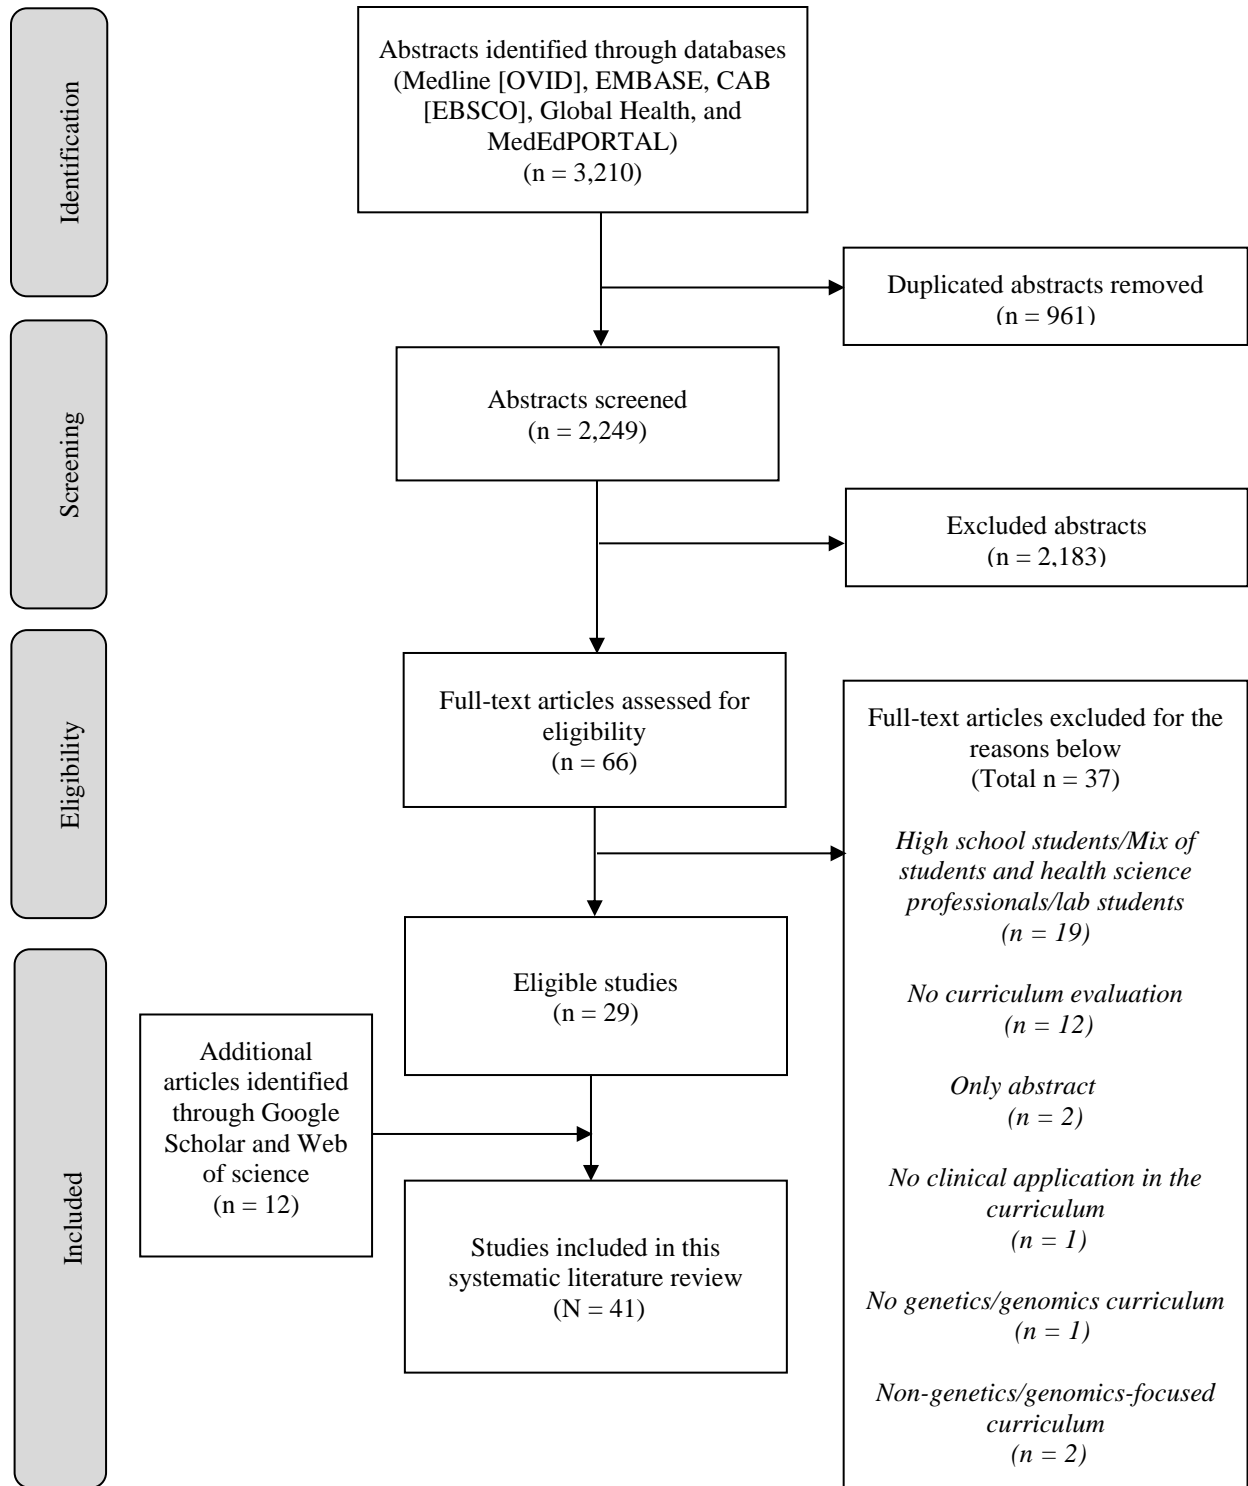 Identification
Abstracts identified through databases
(Medline [OVID], EMBASE, CAB
[EBSCO], Global Health, and
MedEdPORTAL)
(n = 3,210)
Duplicated abstracts removed
(n = 961)
Screening
Abstracts screened
(n = 2,249)
Excluded abstracts
(n = 2,183)
Eligibility
Full-text articles assessed for
eligibility
(n = 66)
Full-text articles excluded for the
reasons below
(Total n = 37)
High school students/Mix of
students and health science
professionals/lab students
(n = 19)
No curriculum evaluation
(n = 12)
Only abstract
(n = 2)
No clinical application in the
curriculum
(n = 1)
No genetics/genomics curriculum
(n = 1)
Non-genetics/genomics-focused
curriculum
(n = 2)
Included
Eligible studies
(n = 29)
Additional
articles identified
through Google
Scholar and Web
of science
(n = 12)
Studies included in this
systematic literature review
(N = 41)